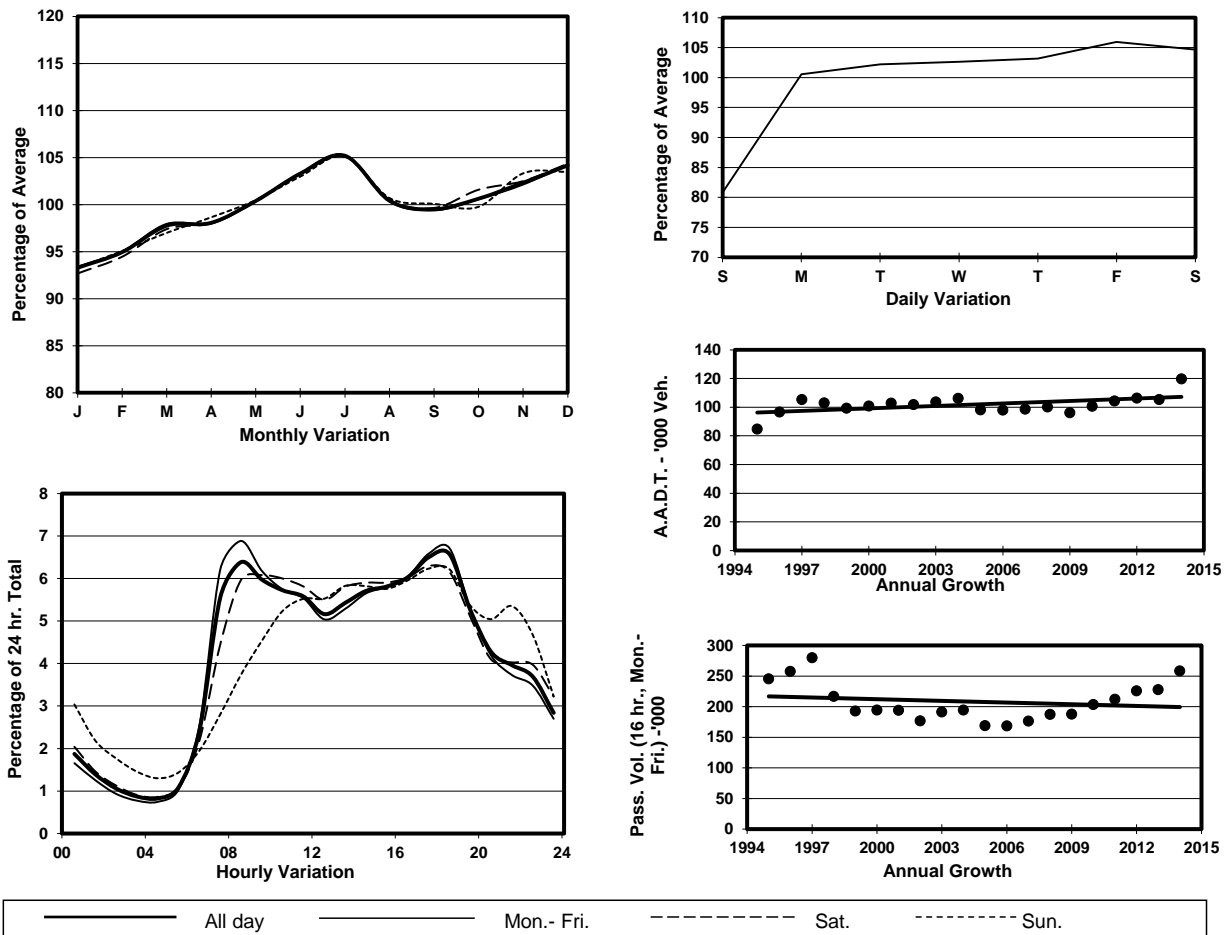 120
115
110
105
100
95
90
85
80
Percentage of Average
J F M A M J J A S O N D
Monthly Variation
110
105
100
95
90
85
80
75
70
Percentage of Average
S M T W T F S
Daily Variation
140
120
100
80
60
40
20
0
A.A.D.T. - '000 Veh.
1994 1997 2000 2003 2006 2009 2012 2015
Annual Growth
8
7
6
5
4
3
2
1
0
Percentage of 24 hr. Total
00 04 08 12 16 20 24
Hourly Variation
300
250
200
150
100
50
0
Pass. Vol. (16 hr., Mon.-
Fri.) -'000
1994 1997 2000 2003 2006 2009 2012 2015
Annual Growth
All day Mon.- Fri. Sat. Sun.